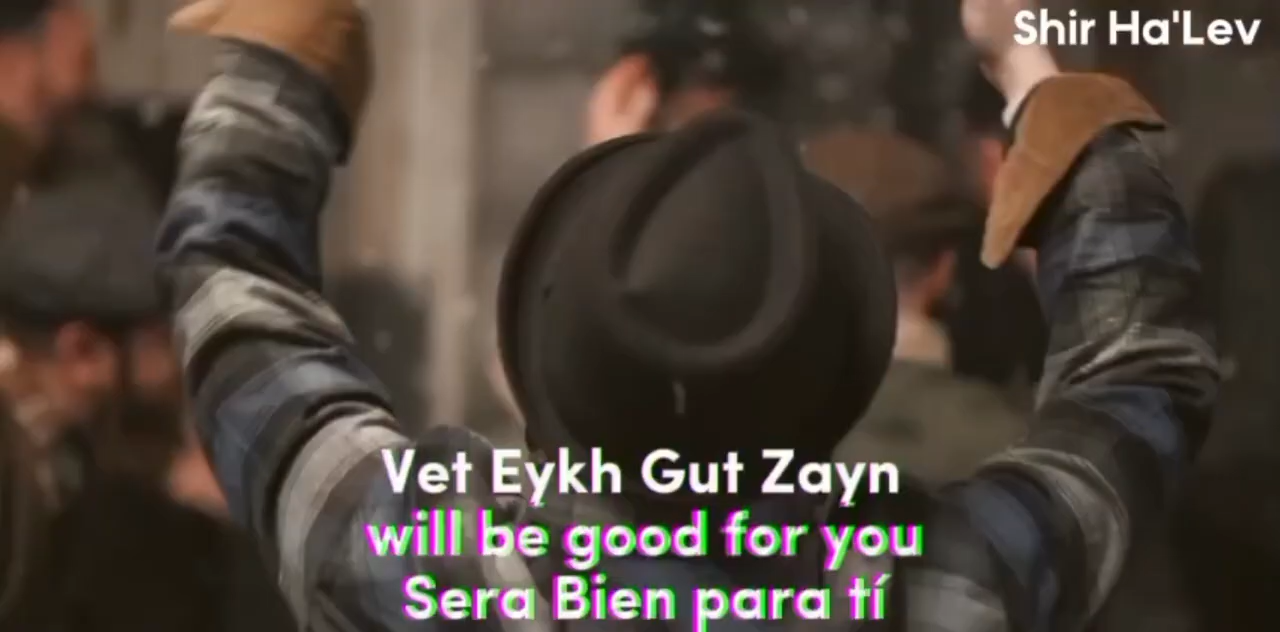 Shir Ha'Lev
Vet Eykh Gut Zayn
will be good for you
Sera Bien para tí